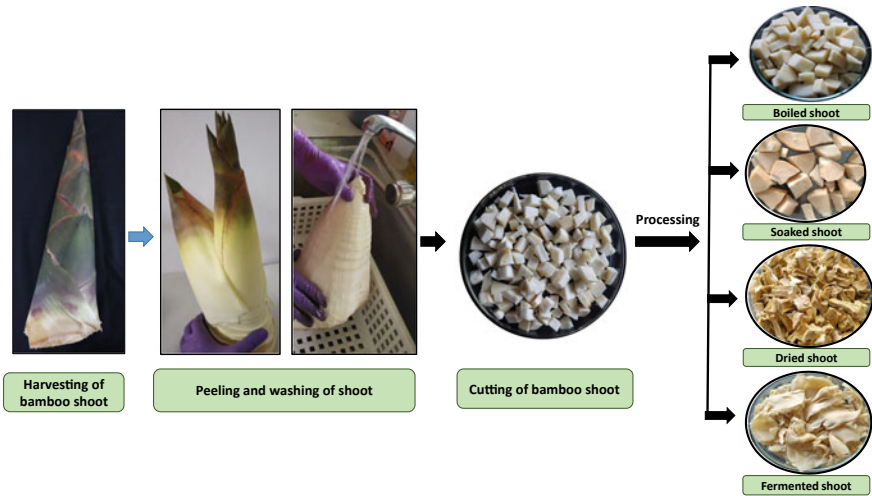 Harvesting of
bamboo shoot
Peeling and washing of shoot
Cutting of bamboo shoot
Processing
Boiled shoot
Soaked shoot
Dried shoot
Fermented shoot